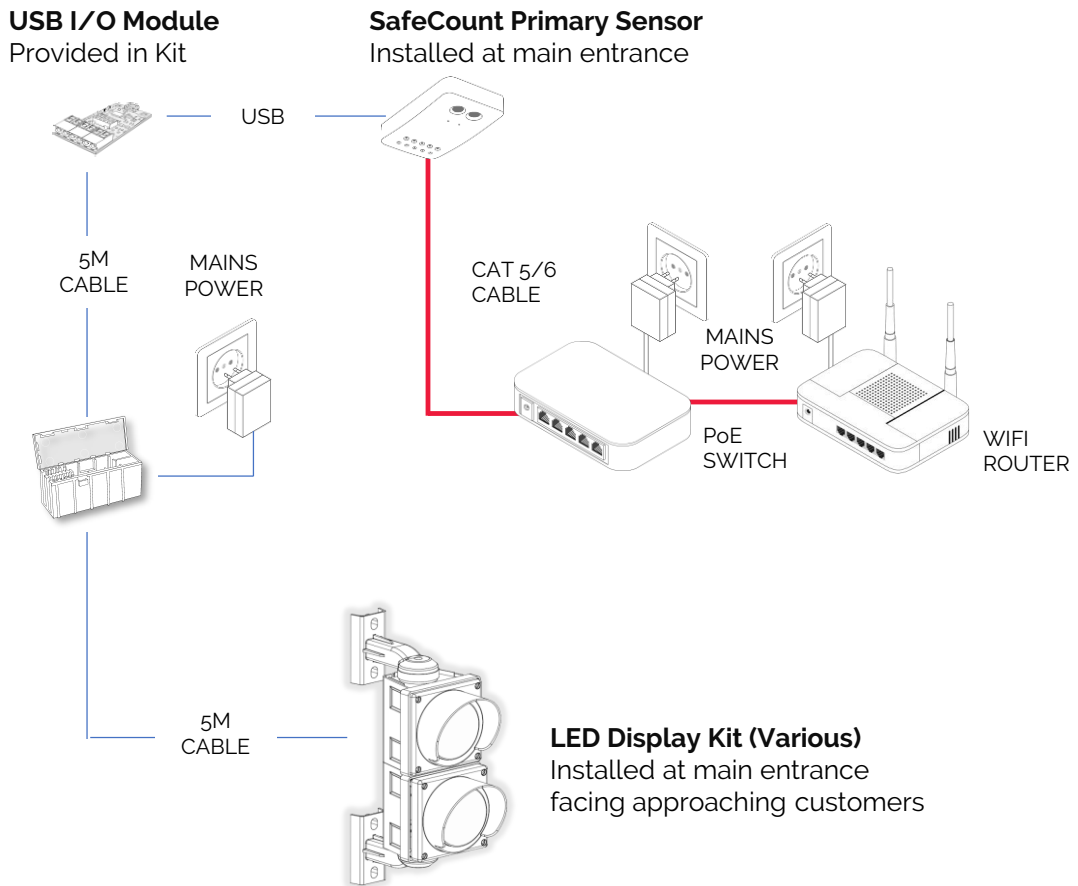 USB I/O Module
Provided in Kit
SafeCount Primary Sensor
Installed at main entrance
USB
5M
CABLE
MAINS
POWER
CAT 5/6
CABLE
MAINS
POWER
PoE
SWITCH
WIFI
ROUTER
5M
CABLE
LED Display Kit (Various)
Installed at main entrance
facing approaching customers